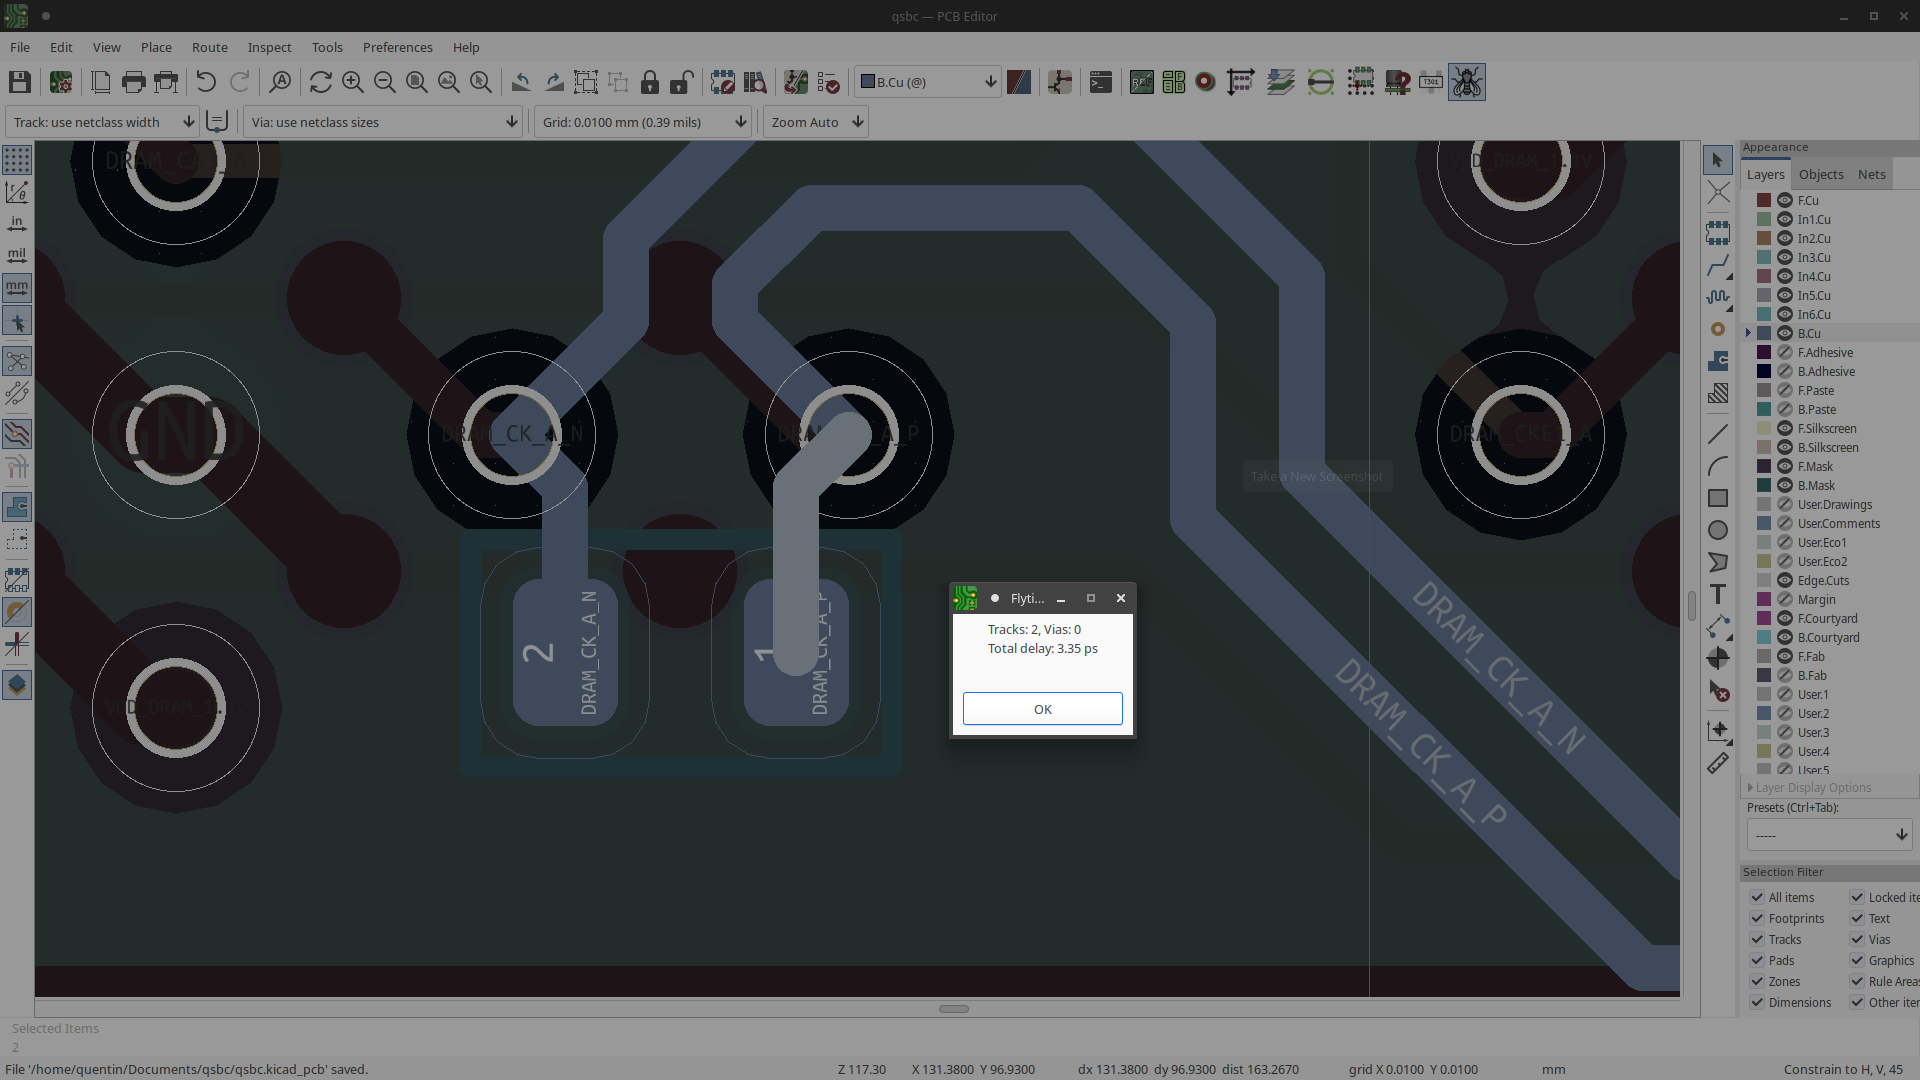 qsbc — PCB Editor
File Edit View Place Route Inspect Tools Preferences Help
B.Cu (@)
Track: use netclass width
Via: use netclass sizes
Grid: 0.0100 mm (0.39 mils)
Zoom Auto
in
mil
mm
GND
DRAM_CK_A_N
VDD_DRAM_1.1V
DRAM_CKE1_A
Take a New Screenshot
2
DRAM_CK_A_N
1
DRAM_CK_A_P
DRAM_CK_A_N
DRAM_CK_A_P
Flyti...
Tracks: 2, Vias: 0
Total delay: 3.35 ps
OK
Appearance
Layers Objects Nets
F.Cu
In1.Cu
In2.Cu
In3.Cu
In4.Cu
In5.Cu
In6.Cu
B.Cu
F.Adhesive
B.Adhesive
F.Paste
B.Paste
F.Silkscreen
B.Silkscreen
F.Mask
B.Mask
User.Drawings
User.Comments
User.Eco1
User.Eco2
Edge.Cuts
Margin
F.Courtyard
B.Courtyard
F.Fab
B.Fab
User.1
User.2
User.3
User.4
User.5
Layer Display Options
Presets (Ctrl+Tab):
-----
Selection Filter
All items Locked ite
Footprints Text
Tracks Vias
Pads Graphics
Zones Rule Areas
Dimensions Other iter
Selected Items
2
File '/home/quentin/Documents/qsbc/qsbc.kicad_pcb' saved.
Z 117.30
X 131.3800 Y 96.9300
dx 131.3800 dy 96.9300 dist 163.2670
grid X 0.0100 Y 0.0100
mm
Constrain to H, V, 45